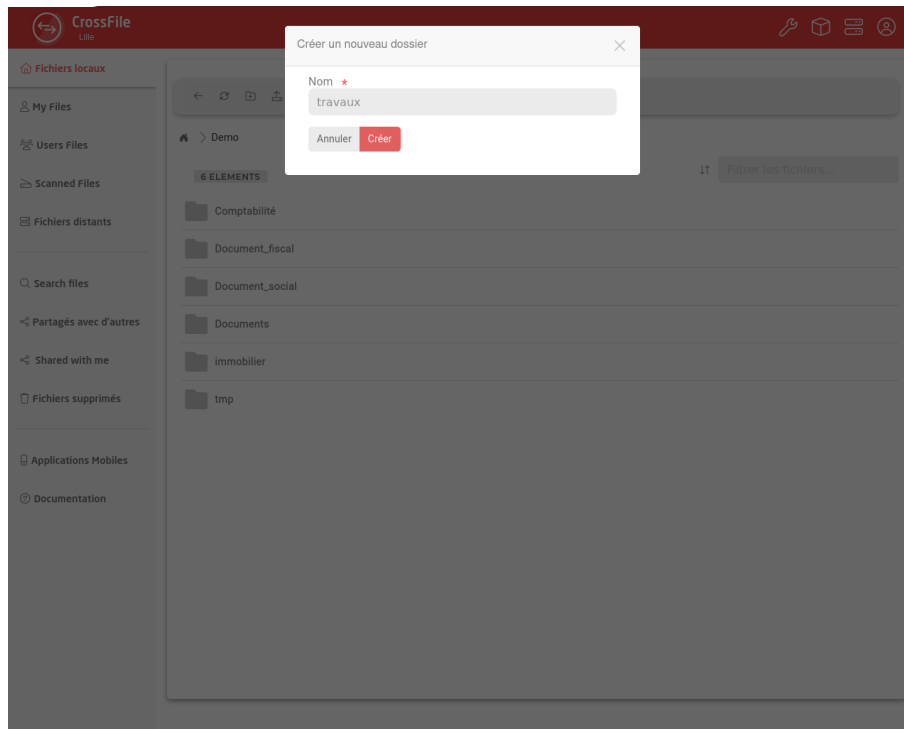 CrossFile
Lille
Créer un nouveau dossier
Nom *
travaux
Annuler Créer
Fichiers locaux
My Files
Users Files
Scanned Files
Fichiers distants
Search files
Partagés avec d'autres
Shared with me
Fichiers supprimés
Applications Mobiles
Documentation
Demo
6 ELEMENTS
Filtrer les fichiers...
Comptabilité
Document_fiscal
Document_social
Documents
immobilier
tmp